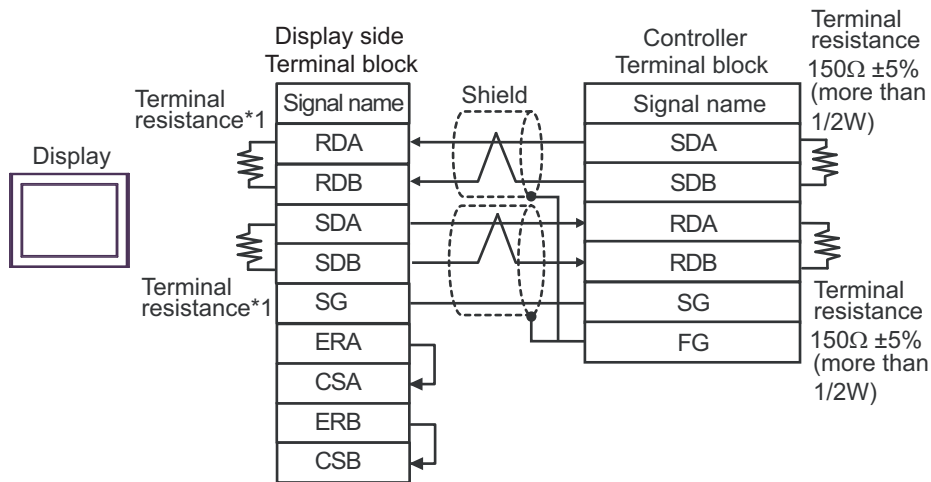 Display
Terminal
resistance*1
Terminal
resistance*1
Display side
Terminal block
Signal name
RDA
RDB
SDA
SDB
SG
ERA
CSA
ERB
CSB
Shield
Controller
Terminal block
Signal name
SDA
SDB
RDA
RDB
SG
FG
Terminal
resistance
150Ω ±5%
(more than
1/2W)
Terminal
resistance
150Ω ±5%
(more than
1/2W)